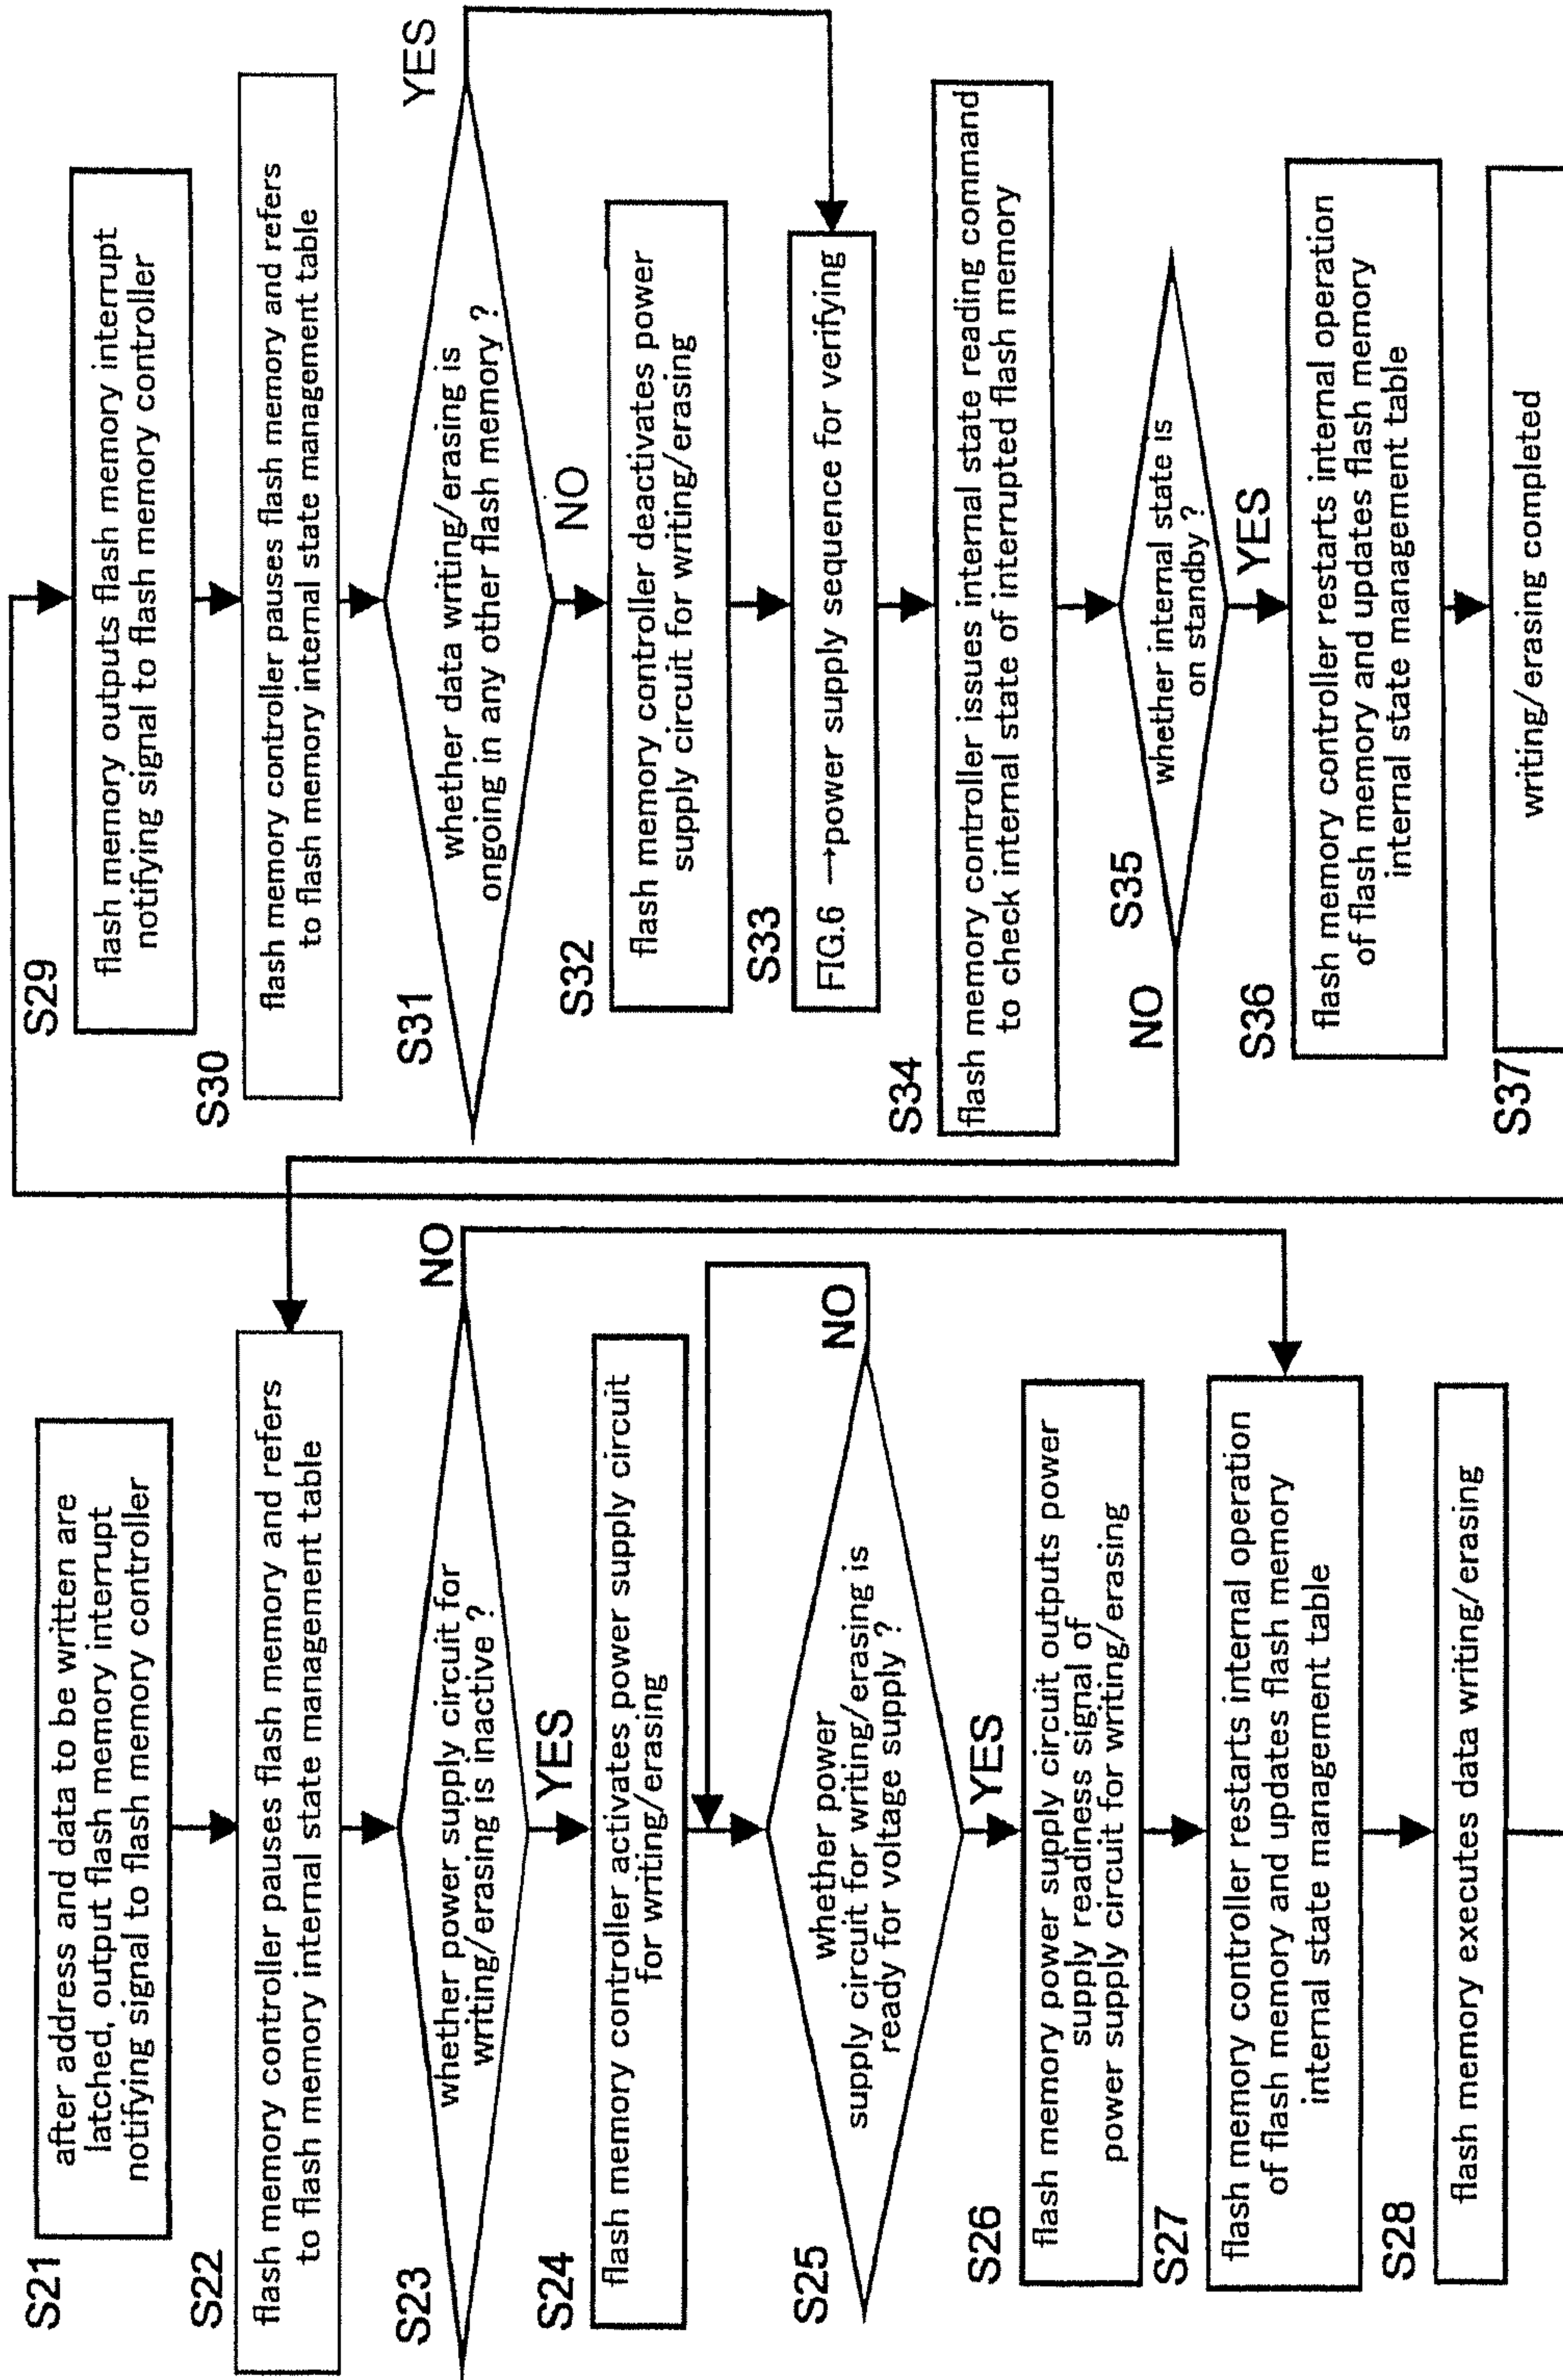 S21
after address and data to be written are
latched, output flash memory interrupt
notifying signal to flash memory controller
S22
flash memory controller pauses flash memory and refers
to flash memory internal state management table
S23
whether power supply circuit for
writing/erasing is inactive ?
NO
YES
S24
flash memory controller activates power supply circuit
for writing/erasing
S25
whether power
supply circuit for writing/erasing is
ready for voltage supply ?
NO
YES
S26
flash memory power supply circuit outputs power
supply readiness signal of
power supply circuit for writing/erasing
S27
flash memory controller restarts internal operation
of flash memory and updates flash memory
internal state management table
S28
flash memory executes data writing/erasing
S29
flash memory outputs flash memory interrupt
notifying signal to flash memory controller
S30
flash memory controller pauses flash memory and refers
to flash memory internal state management table
S31
whether data writing/erasing is
ongoing in any other flash memory ?
YES
NO
S32
flash memory controller deactivates power
supply circuit for writing/erasing
S33
FIG.6 →power supply sequence for verifying
S34
flash memory controller issues internal state reading command
to check internal state of interrupted flash memory
S35
whether internal state is
on standby ?
NO
YES
S36
flash memory controller restarts internal operation
of flash memory and updates flash memory
internal state management table
S37
writing/erasing completed